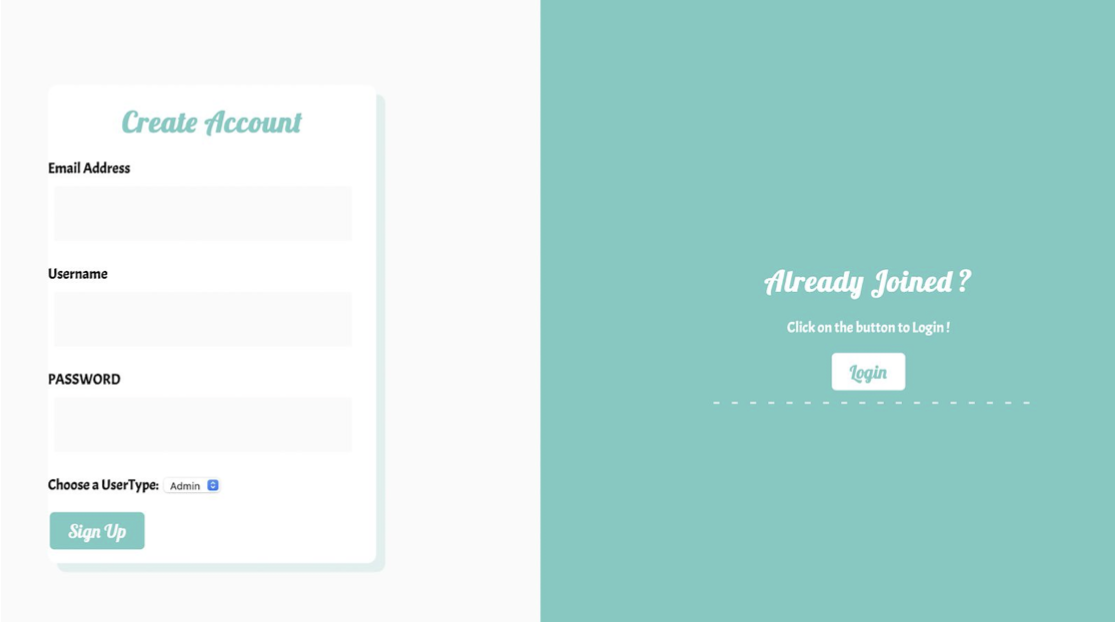 Create Account
Email Address
Username
PASSWORD
Choose a UserType: Admin
Sign Up
Already Joined ?
Click on the button to Login !
Login